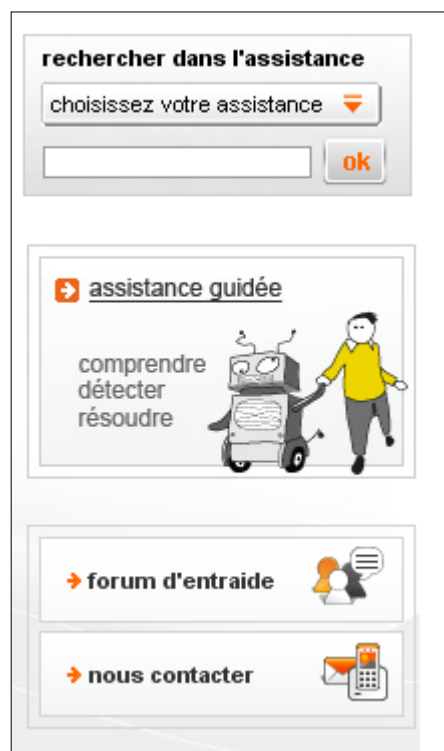 rechercher dans l'assistance
choisissez votre assistance
ok
assistance guidée
comprendre
détecter
résoudre
forum d'entraide
nous contacter